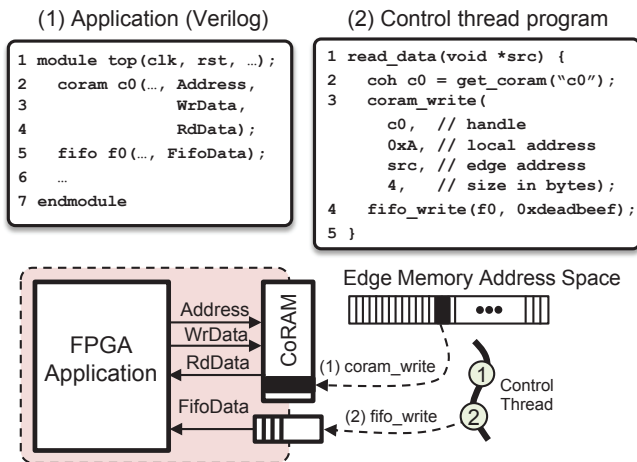 (1) Application (Verilog)
1 module top(clk, rst, …);
2 coram c0(…, Address,
3 WrData,
4 RdData);
5 fifo f0(…, FifoData);
6 …
7 endmodule
(2) Control thread program
1 read_data(void *src) {
2 coh c0 = get_coram(“c0”);
3 coram_write(
c0, // handle
0xA, // local address
src, // edge address
4, // size in bytes);
4 fifo_write(f0, 0xdeadbeef);
5 }
FPGA
Application
Address
WrData
RdData
FifoData
CoRAM
Edge Memory Address Space
●●●
(1) coram_write
(2) fifo_write
1
2
Control
Thread